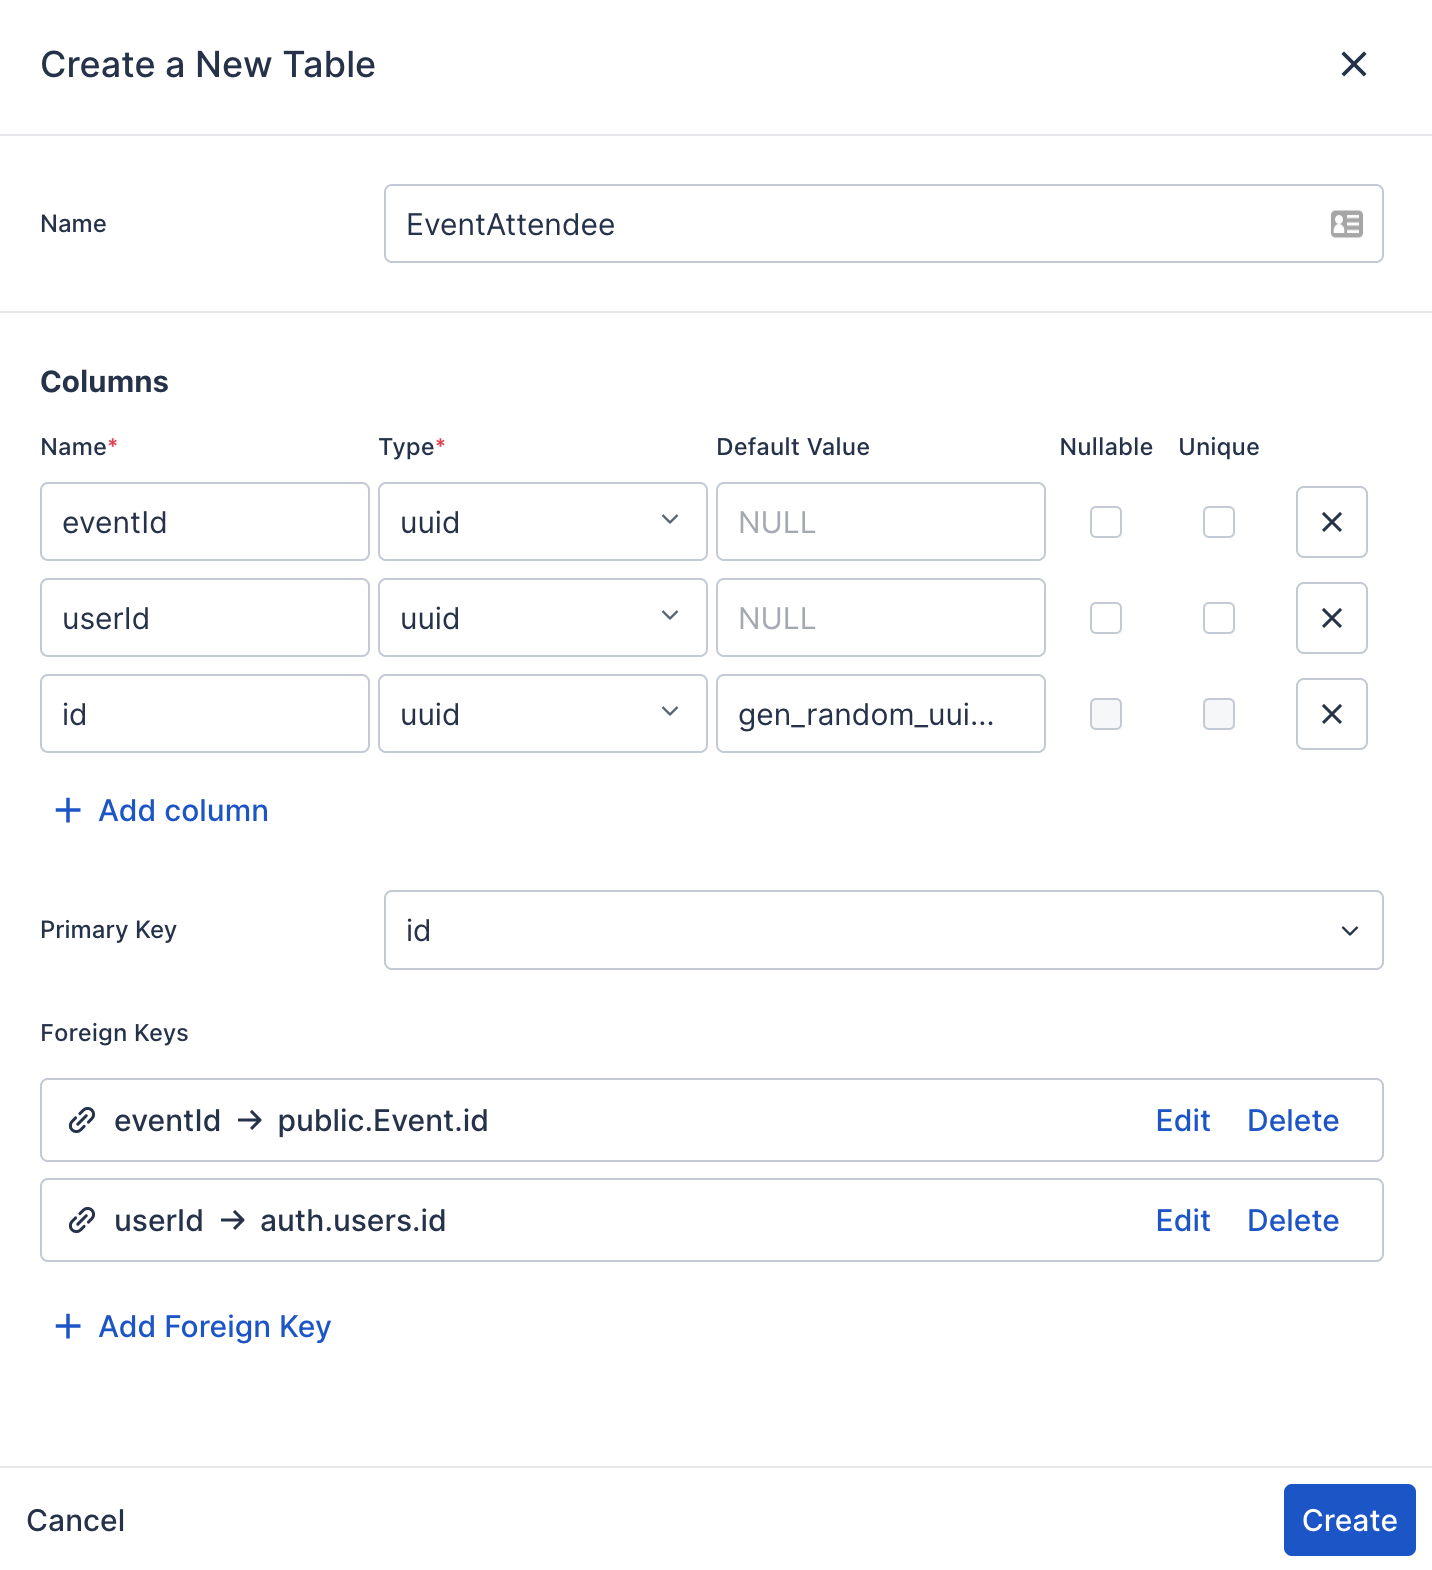 Create a New Table
Name
EventAttendee
Columns
Name* Type* Default Value Nullable Unique
eventId uuid NULL
userId uuid NULL
id uuid gen_random_uui...
+ Add column
Primary Key id
Foreign Keys
eventId → public.Event.id Edit Delete
userId → auth.users.id Edit Delete
+ Add Foreign Key
Cancel Create